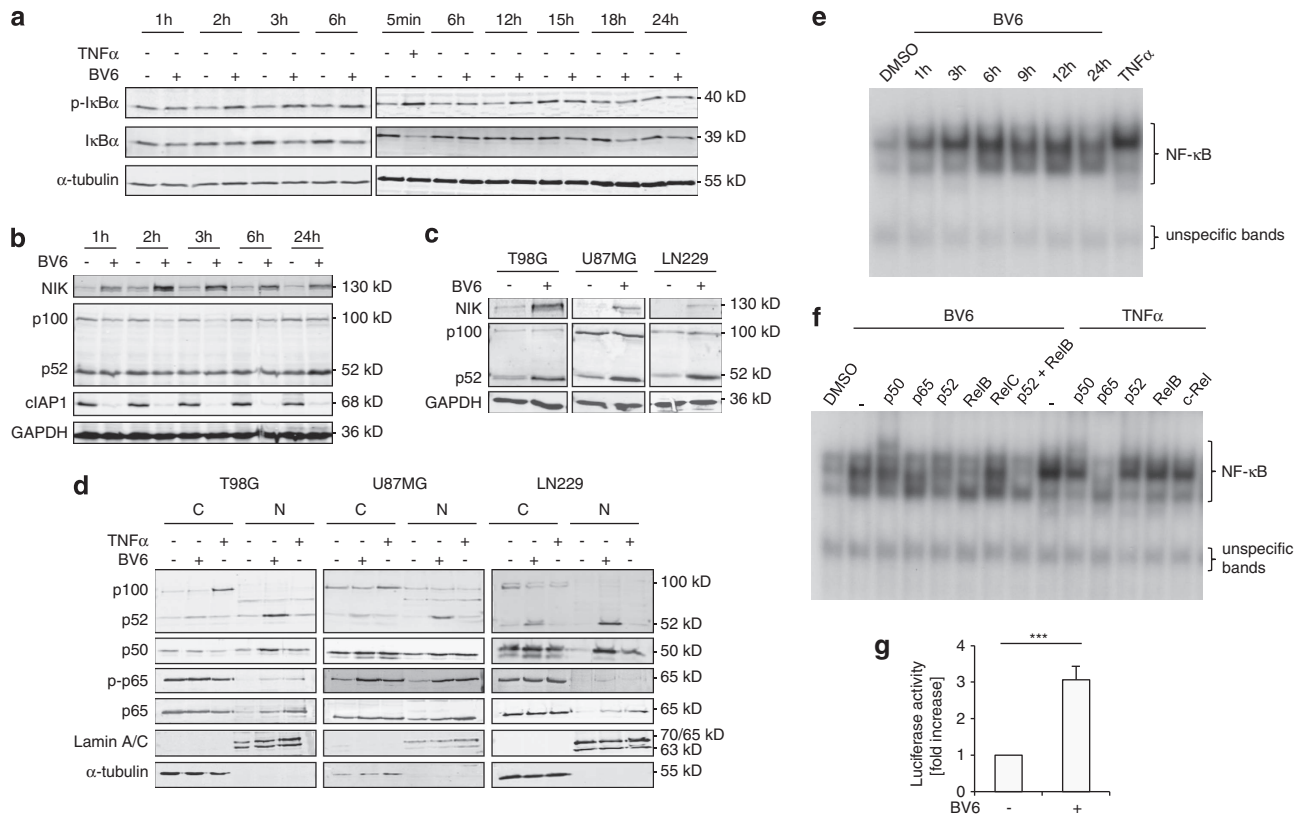 a
1h 2h 3h 6h 5min 6h 12h 15h 18h 24h
TNFα - - - - - - - - - + - - - - - - - - - -
BV6 - + - + - + - + - - - + - + - + - + - +
p-IκBα 40 kD
IκBα 39 kD
α-tubulin 55 kD
b
1h 2h 3h 6h 24h
BV6 - + - + - + - + - +
NIK 130 kD
p100 100 kD
p52 52 kD
cIAP1 68 kD
GAPDH 36 kD
c
T98G U87MG LN229
BV6 - + - + - +
NIK 130 kD
p100 100 kD
p52 52 kD
GAPDH 36 kD
d
T98G U87MG LN229
C N C N C N
TNFα - - + - - + - - + - - + - - + - - +
BV6 - + - - + - - + - - + - - + - - + -
p100 100 kD
p52 52 kD
p50 50 kD
p-p65 65 kD
p65 65 kD
Lamin A/C 70/65 kD
63 kD
α-tubulin 55 kD
e
BV6
DMSO 1h 3h 6h 9h 12h 24h TNFα
NF-κB
unspecific bands
f
BV6 TNFα
DMSO - p50 p65 p52 RelB RelC p52 + RelB - p50 p65 p52 RelB c-Rel
NF-κB
unspecific
bands
g
***
Luciferase activity
[fold increase]
4
3
2
1
0
BV6 - +